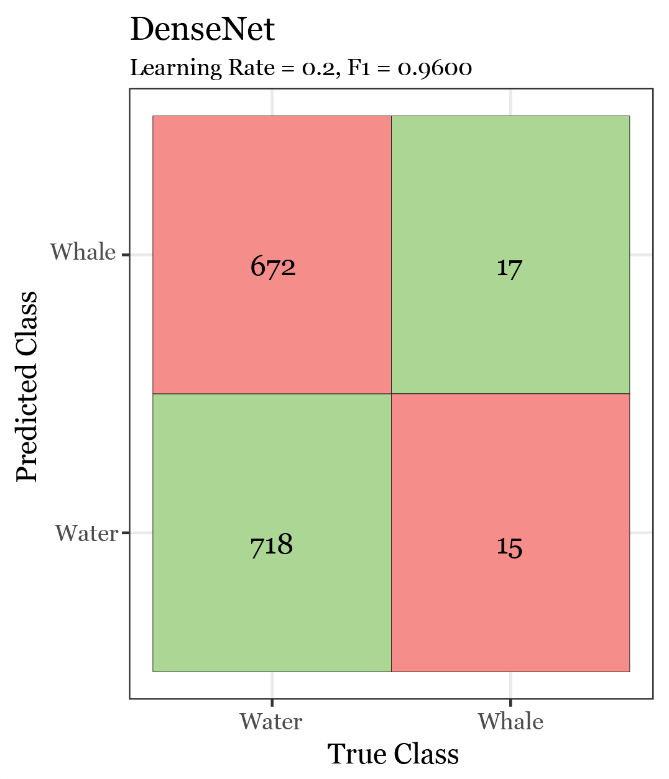 DenseNet
Learning Rate = 0.2, F1 = 0.9600
Whale
672
17
Predicted Class
Water
718
15
Water
Whale
True Class